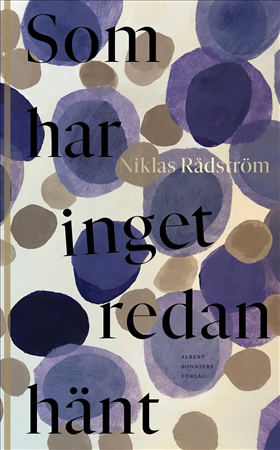 Som
har
Niklas Rådström
inget
redan
ALBERT
BONNIERS
FÖRLAG
hänt